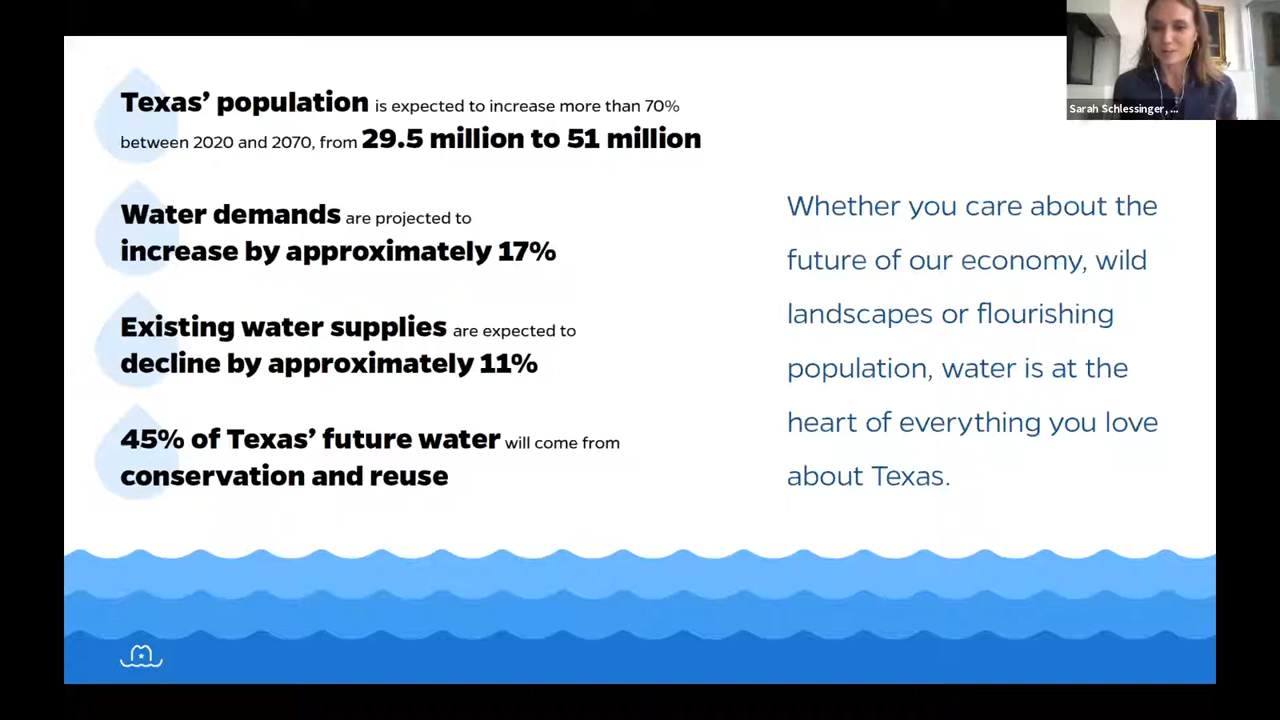 Texas’ population is expected to increase more than 70%
between 2020 and 2070, from 29.5 million to 51 million
Water demands are projected to
increase by approximately 17%
Existing water supplies are expected to
decline by approximately 11%
45% of Texas’ future water will come from
conservation and reuse
Whether you care about the
future of our economy, wild
landscapes or flourishing
population, water is at the
heart of everything you love
about Texas.
Sarah Schlessinger, ...